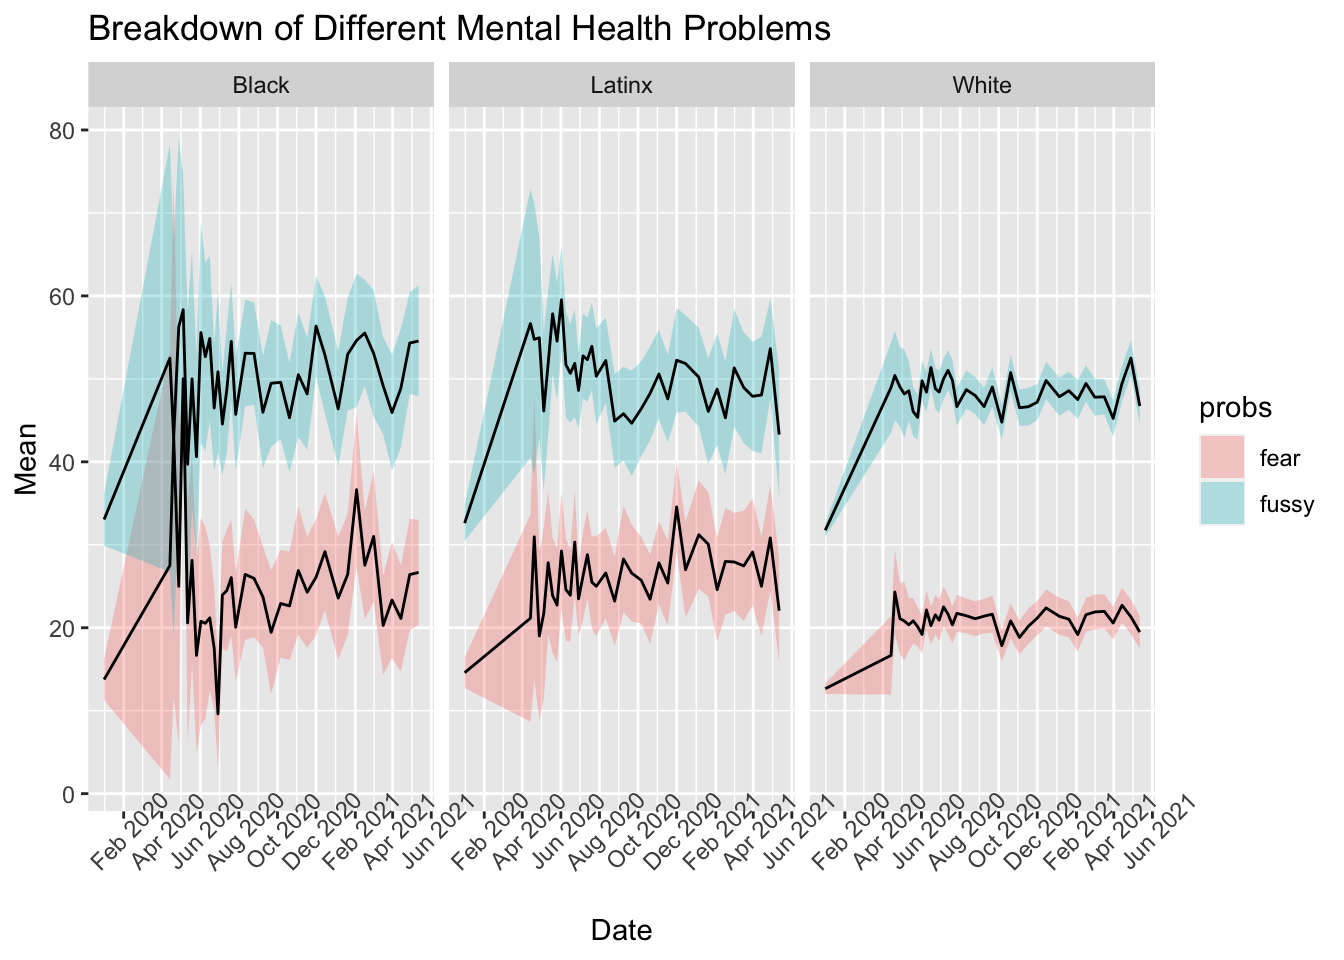 Breakdown of Different Mental Health Problems
Black
Latinx
White
80
60
40
20
0
Mean
Feb 2020
Apr 2020
Jun 2020
Aug 2020
Oct 2020
Dec 2020
Feb 2021
Apr 2021
Jun 2021
Feb 2020
Apr 2020
Jun 2020
Aug 2020
Oct 2020
Dec 2020
Feb 2021
Apr 2021
Jun 2021
Feb 2020
Apr 2020
Jun 2020
Aug 2020
Oct 2020
Dec 2020
Feb 2021
Apr 2021
Jun 2021
Date
probs
fear
fussy